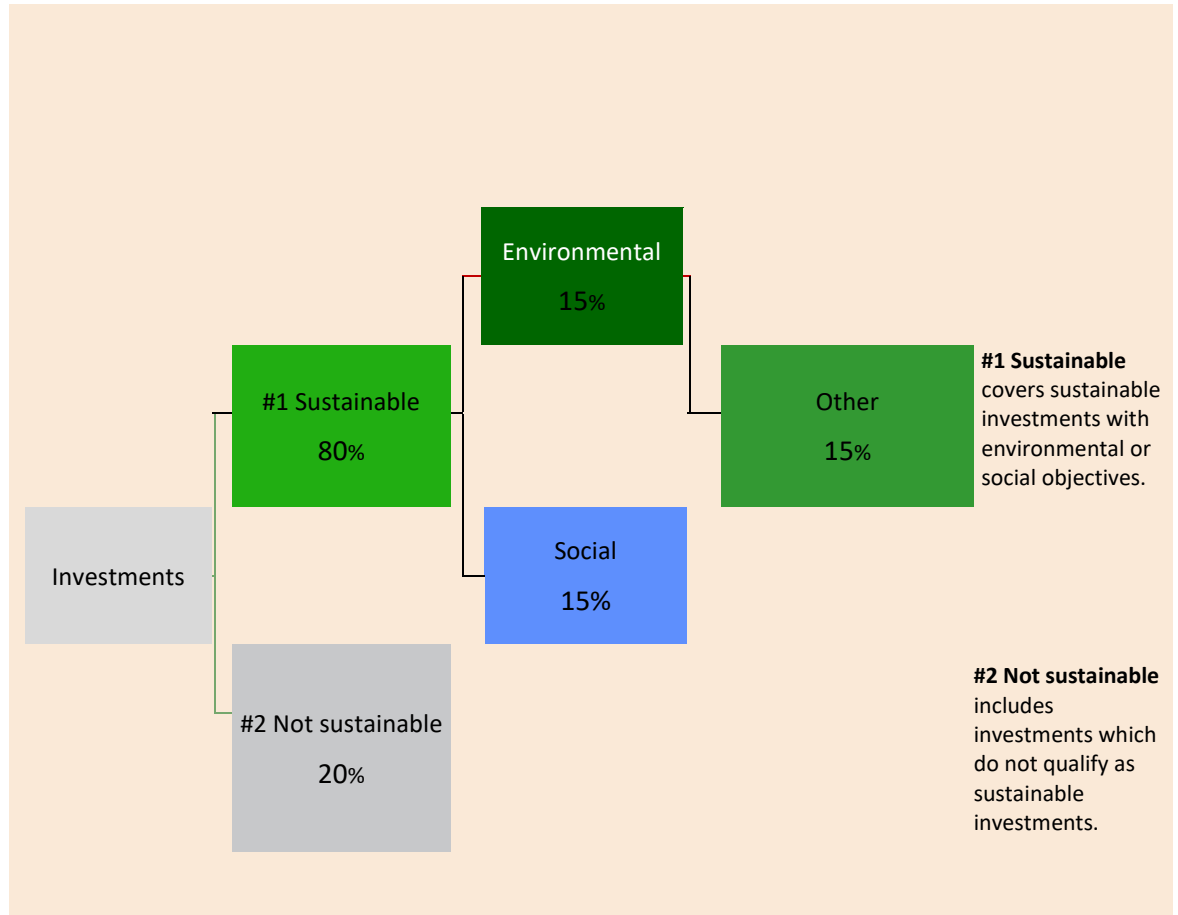 Environmental
15%
#1 Sustainable
80%
Other
15%
#1 Sustainable
covers sustainable
investments with
environmental or
social objectives.
Investments
Social
15%
#2 Not sustainable
20%
#2 Not sustainable
includes
investments which
do not qualify as
sustainable
investments.